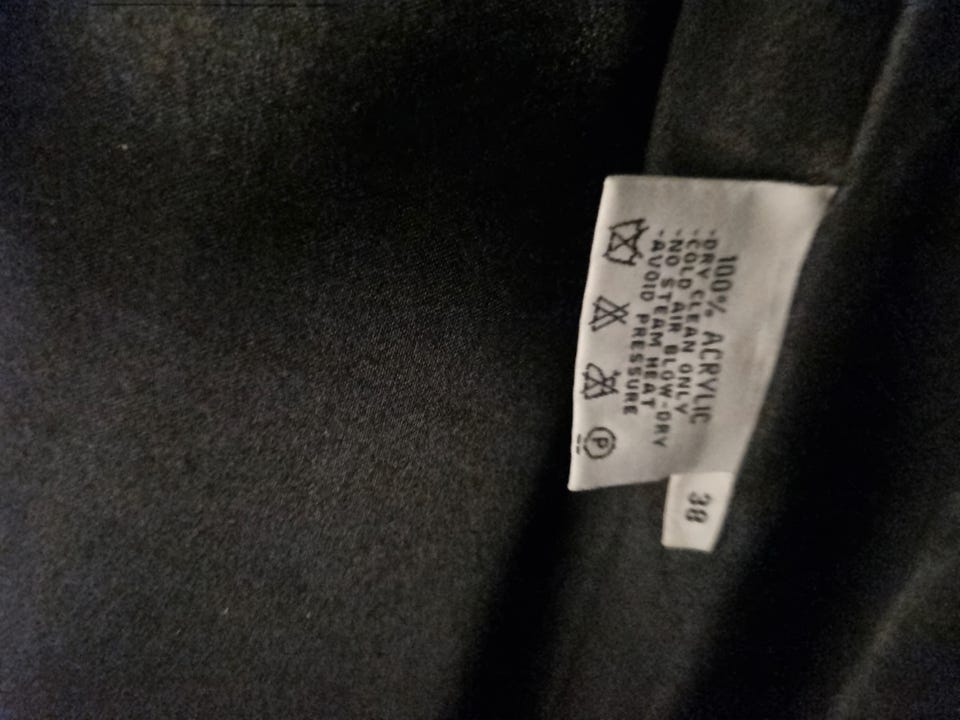 100% ACRYLIC
-DRY CLEAN ONLY
-COLD AIR BLOW-DRY
-NO STEAM HEAT
-AVOID PRESSURE
P
38